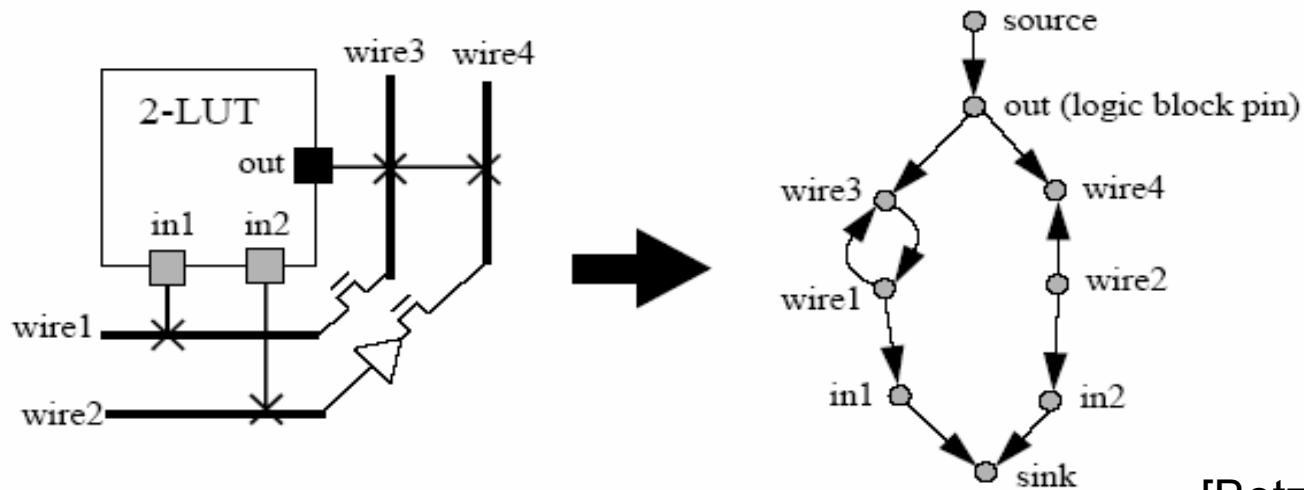 wire3
wire4
2-LUT
out
in1
in2
wire1
wire2
source
out (logic block pin)
wire3
wire4
wire1
wire2
in1
in2
sink